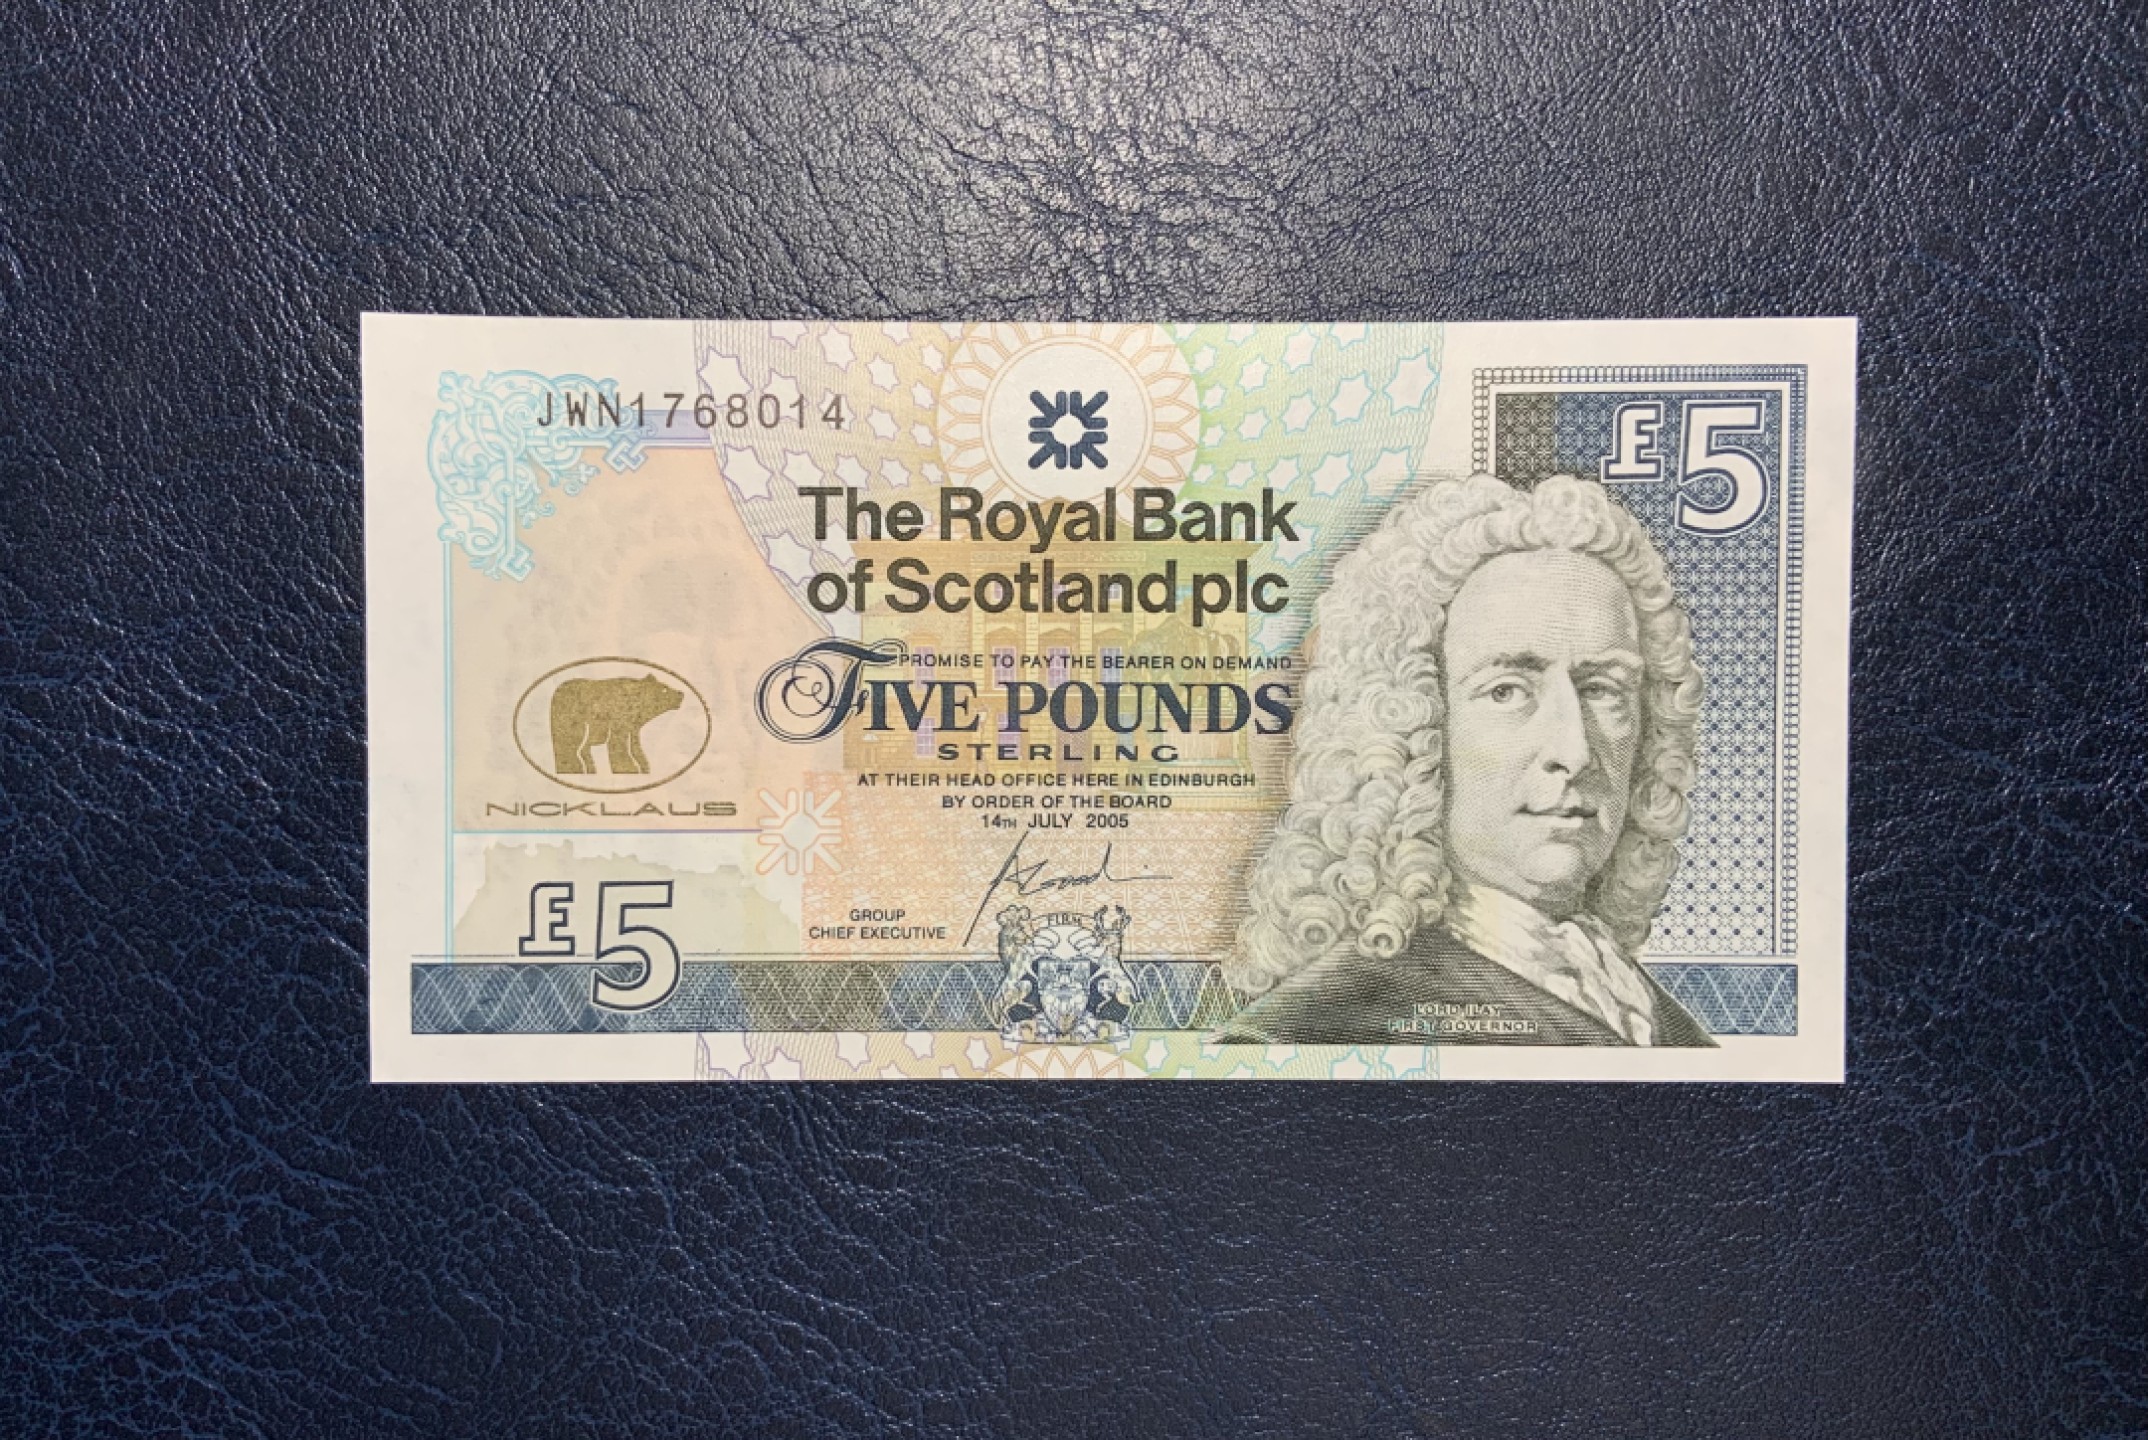 JWN1768014
£5
The Royal Bank
of Scotland plc
PROMISE TO PAY THE BEARER ON DEMAND
FIVE POUNDS
STERLING
AT THEIR HEAD OFFICE HERE IN EDINBURGH
BY ORDER OF THE BOARD
14TH JULY 2005
NICKLAUS
£5
GROUP
CHIEF EXECUTIVE
FIRM
LORD ILAY
FIRST GOVERNOR